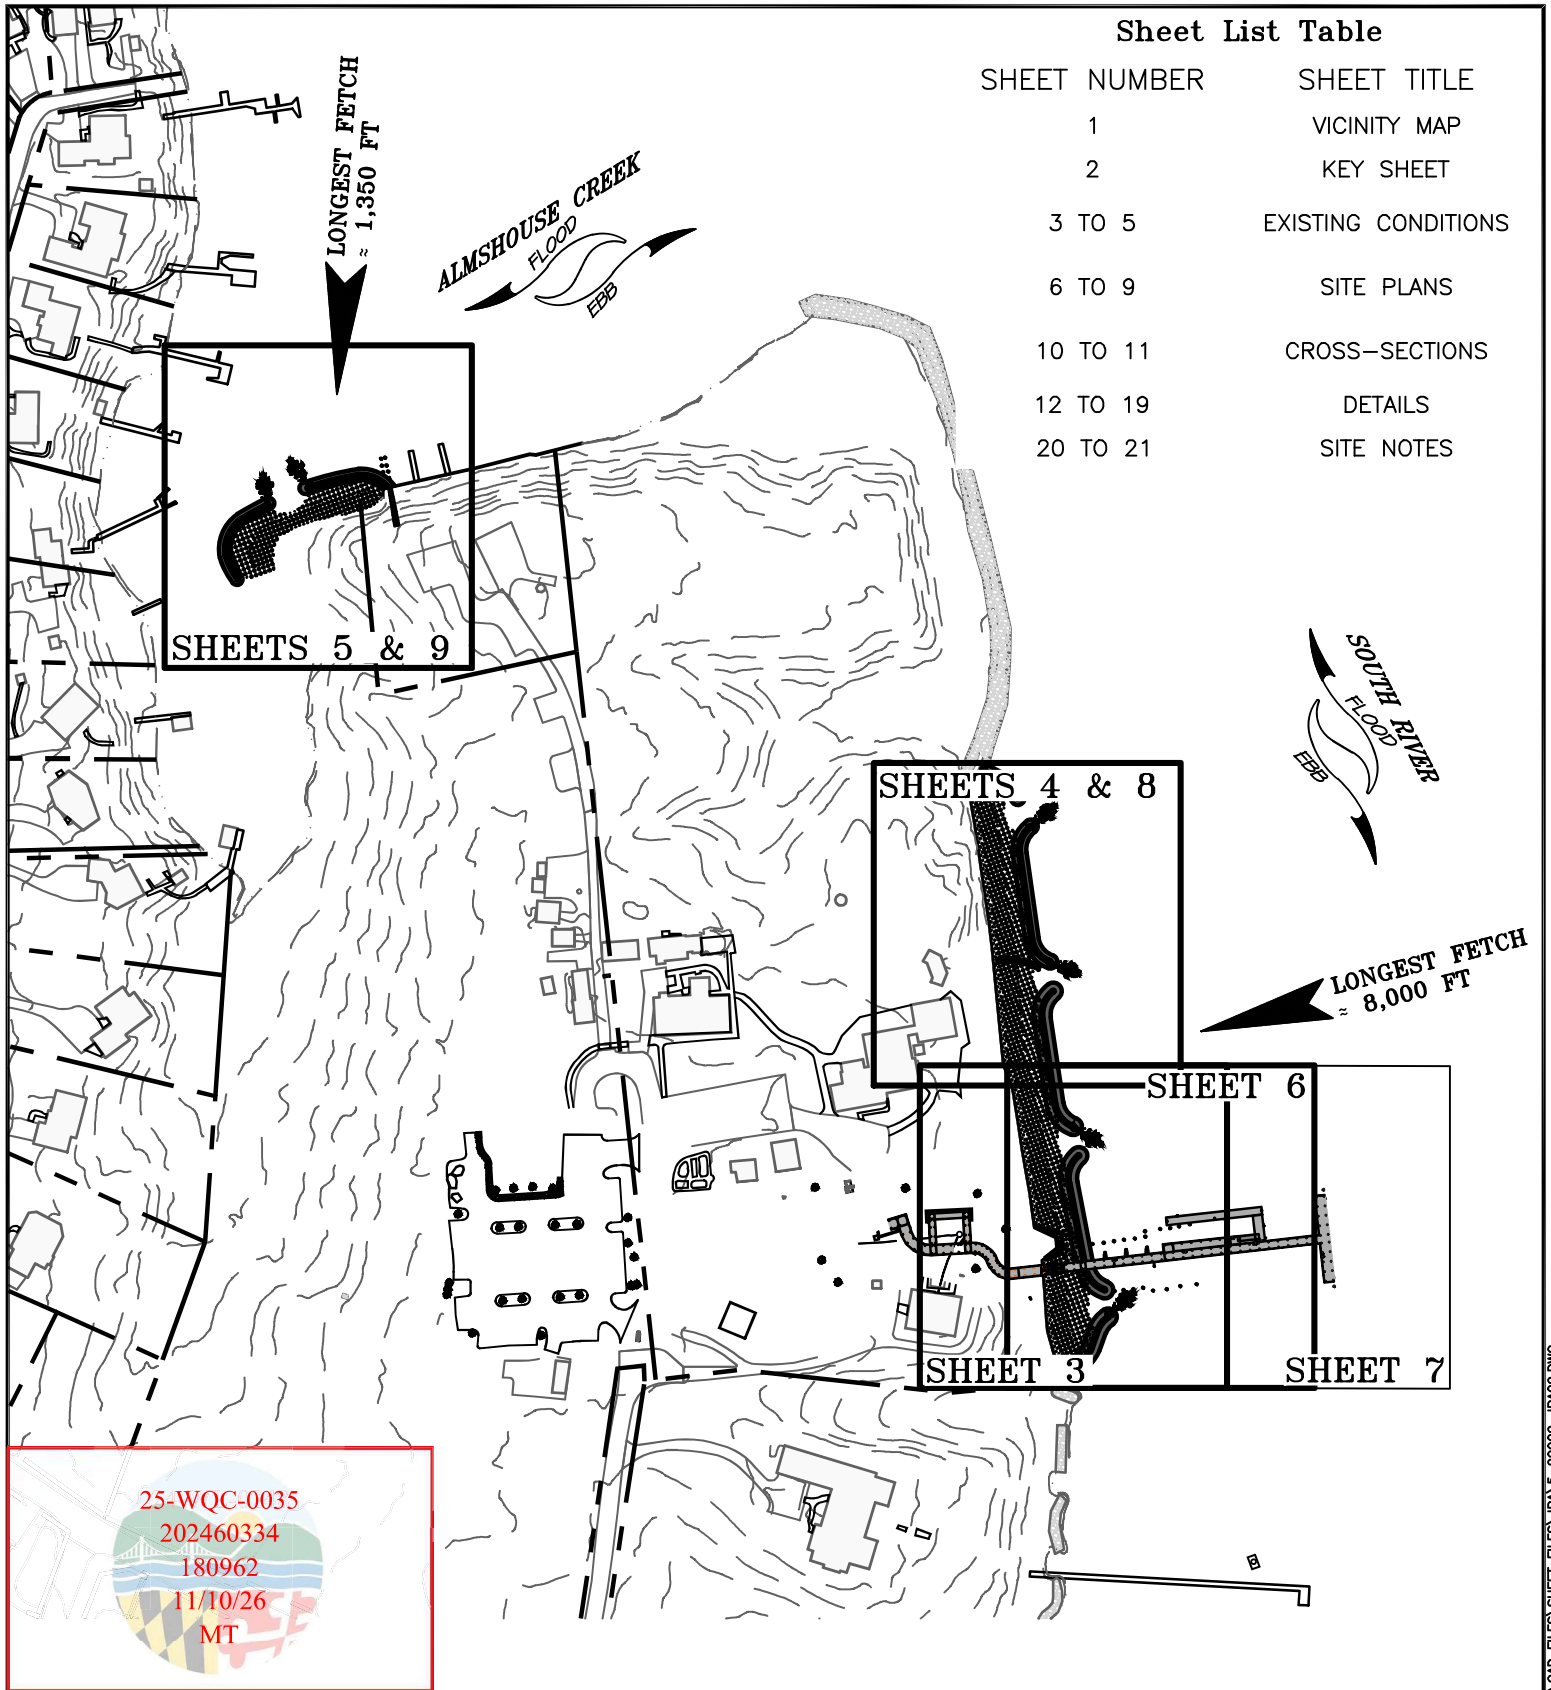 Sheet List Table
SHEET NUMBER SHEET TITLE
1 VICINITY MAP
2 KEY SHEET
3 TO 5 EXISTING CONDITIONS
6 TO 9 SITE PLANS
10 TO 11 CROSS-SECTIONS
12 TO 19 DETAILS
20 TO 21 SITE NOTES
LONGEST FETCH
≈ 1,350 FT
ALMSHOUSE CREEK
FLOOD
EBB
SHEETS 5 & 9
SOUTH RIVER
FLOOD
EBB
SHEETS 4 & 8
LONGEST FETCH
≈ 8,000 FT
SHEET 6
SHEET 3
SHEET 7
25-WQC-0035
202460334
180962
11/10/26
MT